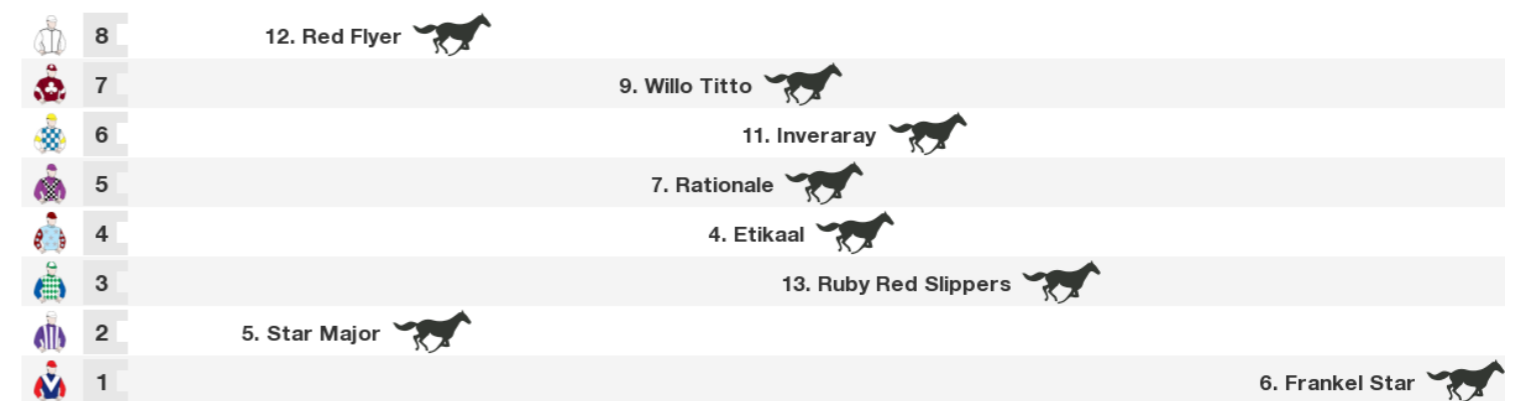 8 12. Red Flyer
7 9. Willo Titto
6 11. Inveraray
5 7. Rationale
4 4. Etikaal
3 13. Ruby Red Slippers
2 5. Star Major
1 6. Frankel Star